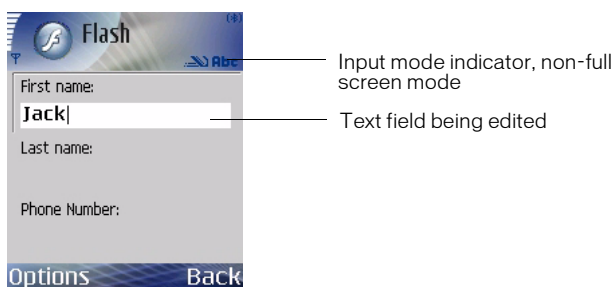 Flash
Abc
Input mode indicator, non-full
screen mode
First name:
Jack
Text field being edited
Last name:
Phone Number:
Options Back